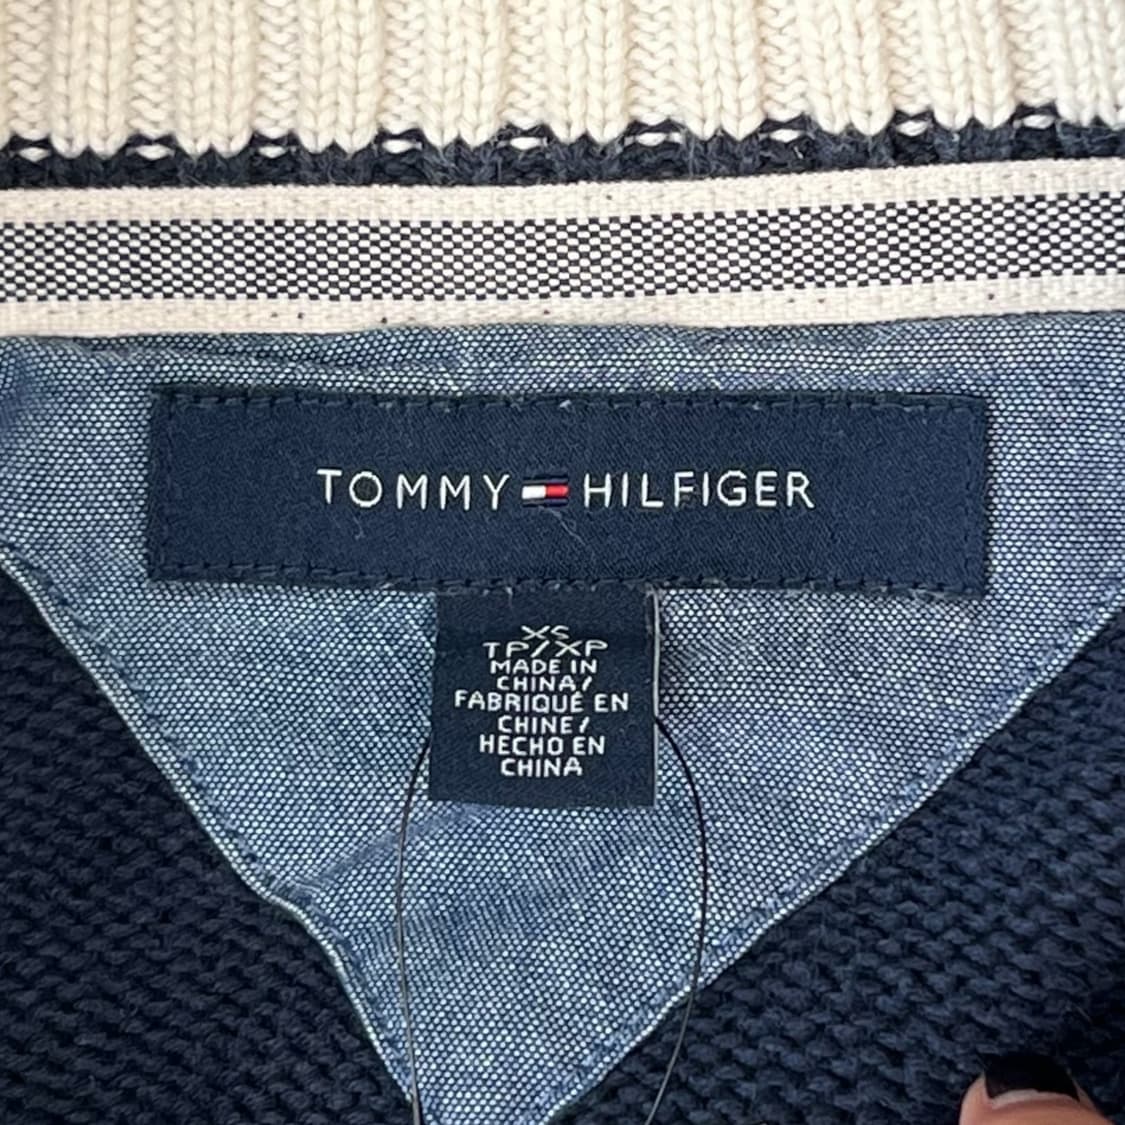 TOMMY HILFIGER
XS
TP/XP
MADE IN
CHINA/
FABRIQUÉ EN
CHINE/
HECHO EN
CHINA